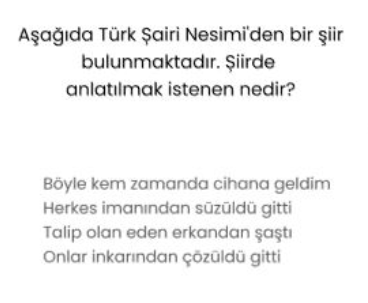 Aşağıda Türk Şairi Nesimi'den bir şiir
bulunmaktadır. Şiirde
anlatılmak istenen nedir?
Böyle kem zamanda cihana geldim
Herkes imanından süzüldü gitti
Talip olan eden erkandan şaştı
Onlar inkarından çözüldü gitti